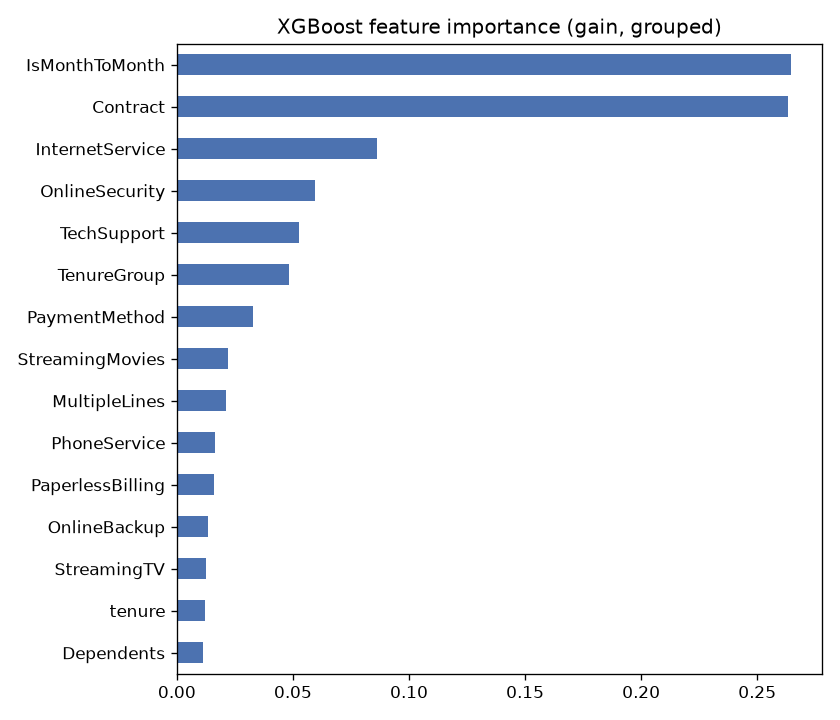 XGBoost feature importance (gain, grouped)
IsMonthToMonth
Contract
InternetService
OnlineSecurity
TechSupport
TenureGroup
PaymentMethod
StreamingMovies
MultipleLines
PhoneService
PaperlessBilling
OnlineBackup
StreamingTV
tenure
Dependents
0.00 0.05 0.10 0.15 0.20 0.25